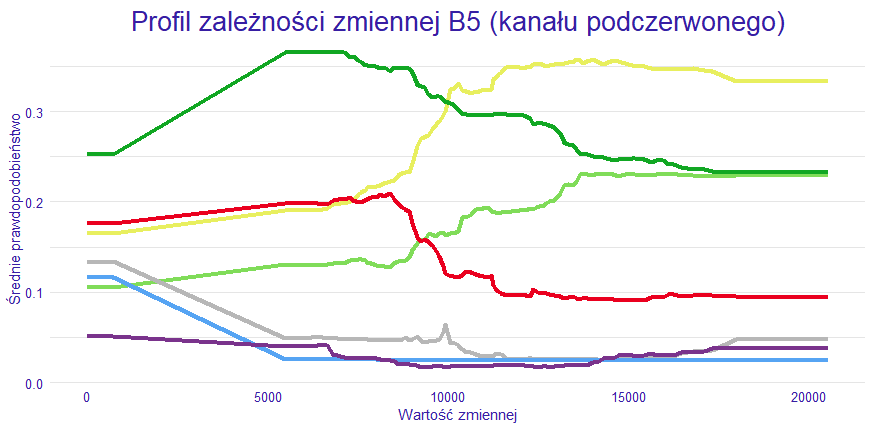 Profil zależności zmiennej B5 (kanału podczerwonego)
Średnie prawdopodobieństwo
0.3
0.2
0.1
0.0
0 5000 10000 15000 20000
Wartość zmiennej